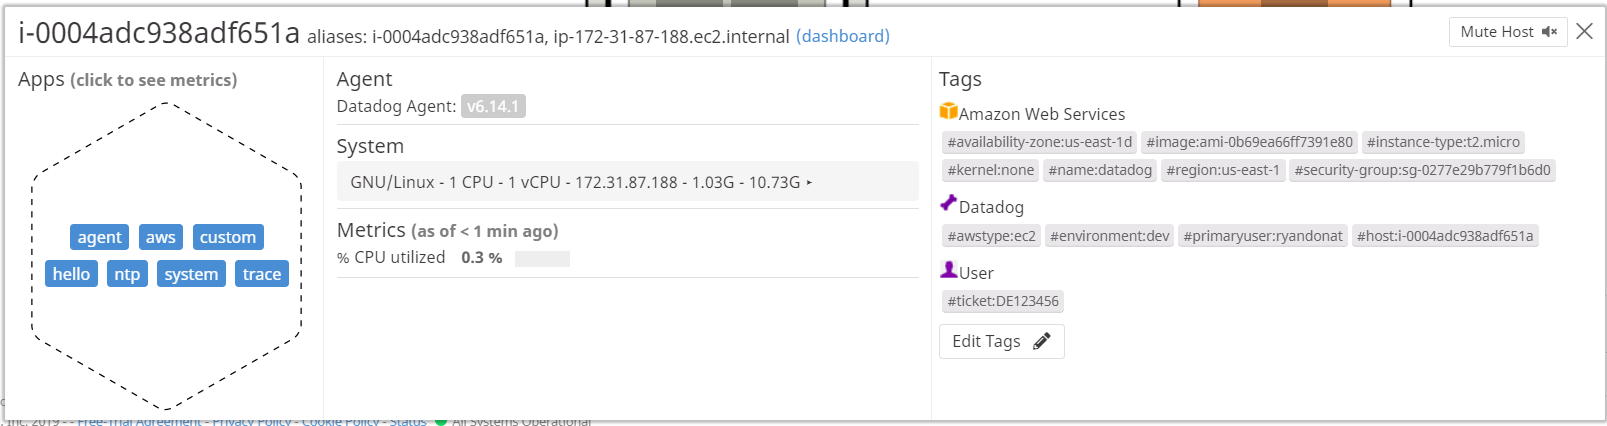 i-0004adc938adf651a aliases: i-0004adc938adf651a, ip-172-31-87-188.ec2.internal (dashboard)
Mute Host
Apps (click to see metrics)
agent aws custom
hello ntp system trace
Agent
Datadog Agent: v6.14.1
System
GNU/Linux - 1 CPU - 1 vCPU - 172.31.87.188 - 1.03G - 10.73G ▸
Metrics (as of < 1 min ago)
% CPU utilized 0.3 %
Tags
Amazon Web Services
#availability-zone:us-east-1d #image:ami-0b69ea66ff7391e80 #instance-type:t2.micro
#kernel:none #name:datadog #region:us-east-1 #security-group:sg-0277e29b779f1b6d0
Datadog
#awstype:ec2 #environment:dev #primaryuser:ryandonat #host:i-0004adc938adf651a
User
#ticket:DE123456
Edit Tags
, Inc. 2019 - - Free-Trial Agreement - Privacy Policy - Cookie Policy - Status All Systems Operational